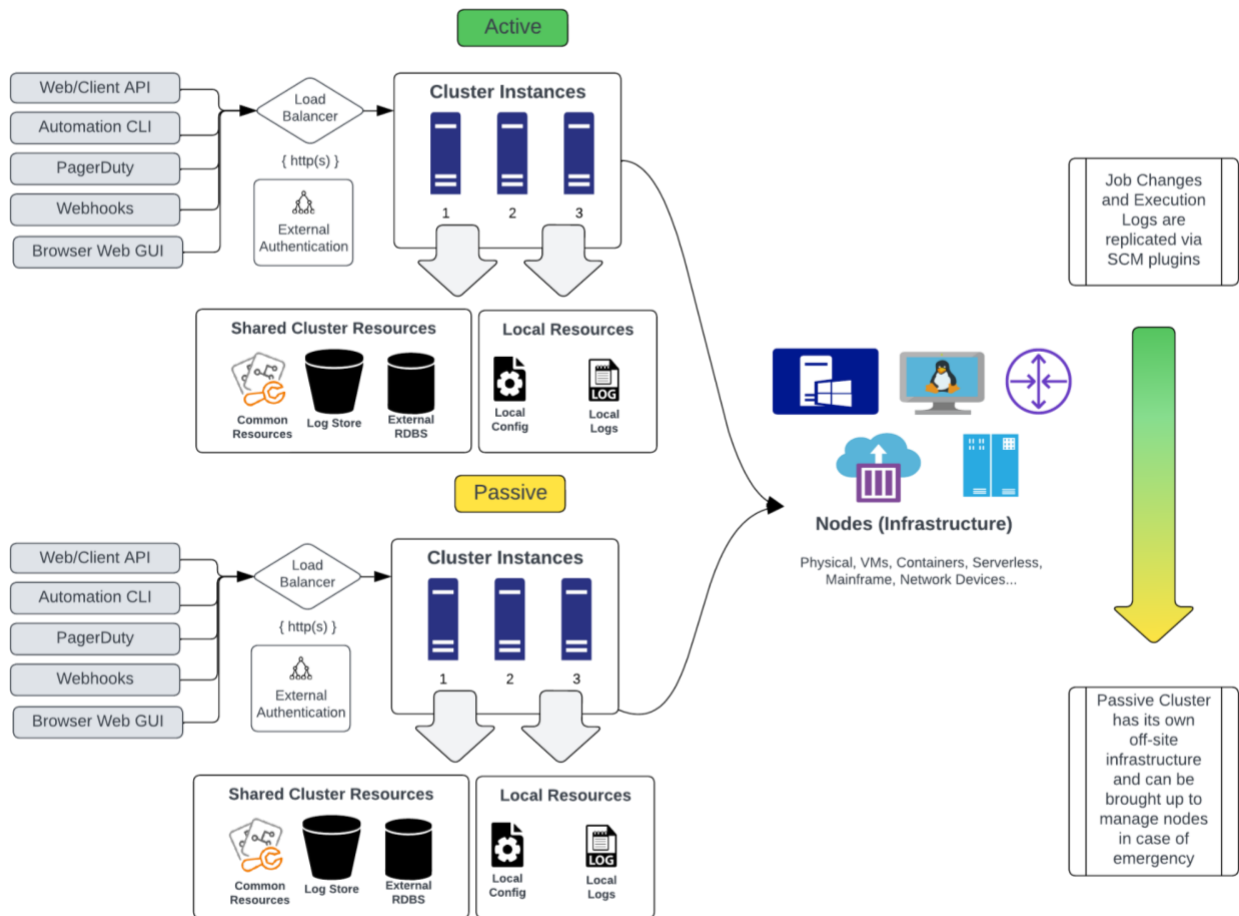 Active
Web/Client API
Automation CLI
PagerDuty
Webhooks
Browser Web GUI
Load
Balancer
{ http(s) }
External
Authentication
Cluster Instances
1 2 3
Shared Cluster Resources
Common
Resources
Log Store
External
RDBS
Local Resources
Local
Config
LOG
Local
Logs
Passive
Web/Client API
Automation CLI
PagerDuty
Webhooks
Browser Web GUI
Load
Balancer
{ http(s) }
External
Authentication
Cluster Instances
1 2 3
Shared Cluster Resources
Common
Resources
Log Store
External
RDBS
Local Resources
Local
Config
LOG
Local
Logs
Nodes (Infrastructure)
Physical, VMs, Containers, Serverless,
Mainframe, Network Devices...
Job Changes
and Execution
Logs are
replicated via
SCM plugins
Passive Cluster
has its own
off-site
infrastructure
and can be
brought up to
manage nodes
in case of
emergency